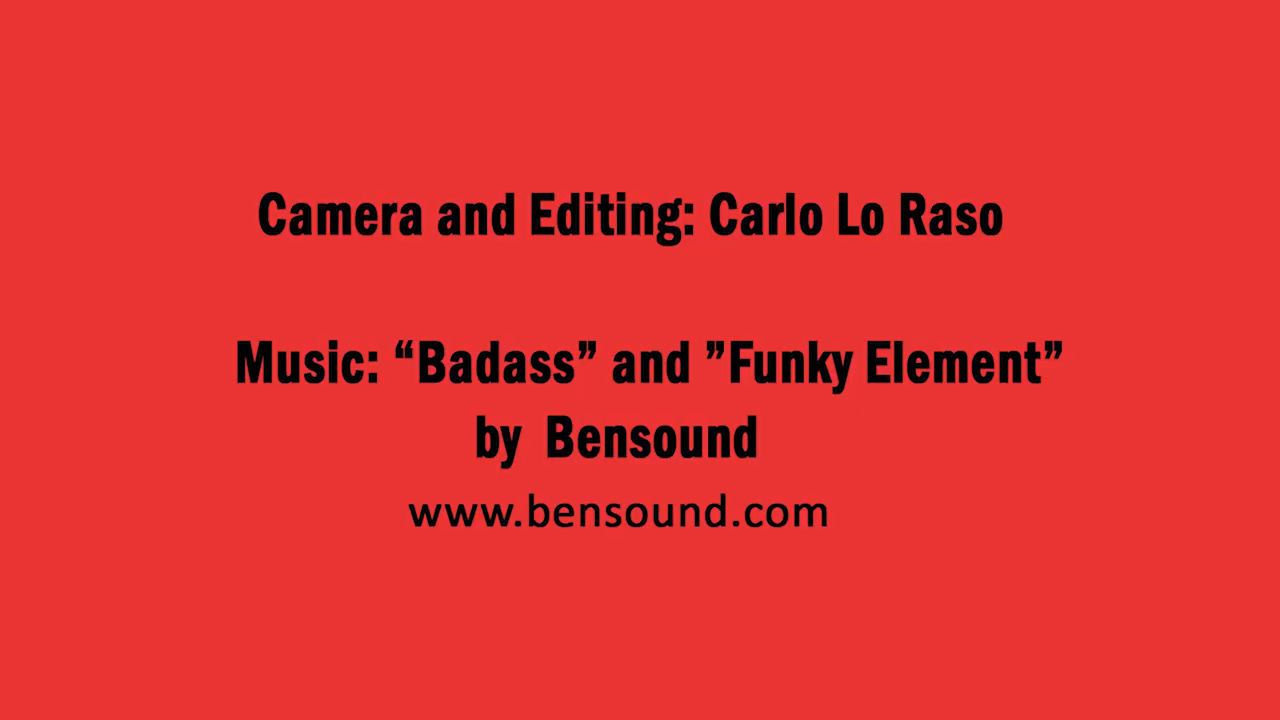 Camera and Editing: Carlo Lo Raso
Music: “Badass” and ”Funky Element”
by Bensound
www.bensound.com